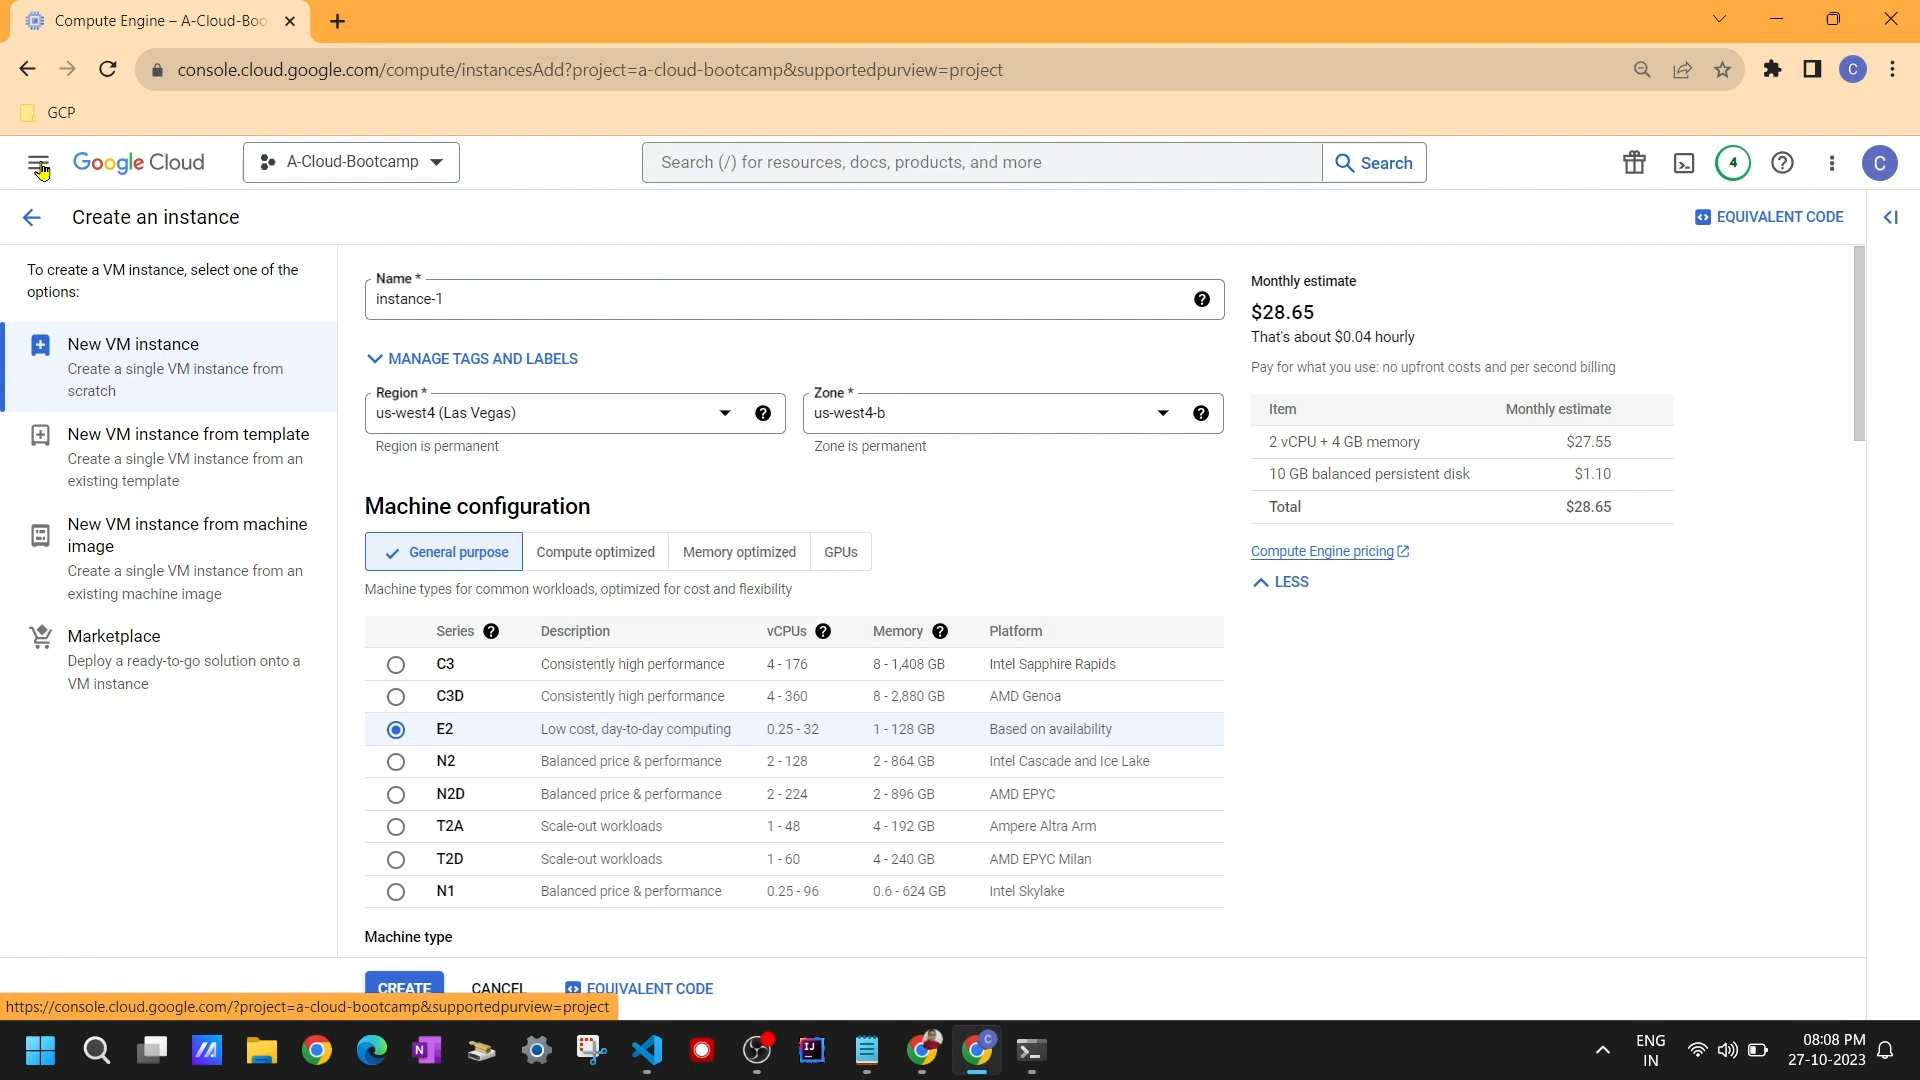 Compute Engine – A-Cloud-Boo
console.cloud.google.com/compute/instancesAdd?project=a-cloud-bootcamp&supportedpurview=project
C
GCP
Google Cloud
A-Cloud-Bootcamp
Search (/) for resources, docs, products, and more
Search
4
C
Create an instance
EQUIVALENT CODE
To create a VM instance, select one of the
options:
New VM instance
Create a single VM instance from
scratch
New VM instance from template
Create a single VM instance from an
existing template
New VM instance from machine
image
Create a single VM instance from an
existing machine image
Marketplace
Deploy a ready-to-go solution onto a
VM instance
Name *
instance-1
MANAGE TAGS AND LABELS
Region *
us-west4 (Las Vegas)
Region is permanent
Zone *
us-west4-b
Zone is permanent
Machine configuration
General purpose
Compute optimized
Memory optimized
GPUs
Machine types for common workloads, optimized for cost and flexibility
Series Description vCPUs Memory Platform
C3 Consistently high performance 4 - 176 8 - 1,408 GB Intel Sapphire Rapids
C3D Consistently high performance 4 - 360 8 - 2,880 GB AMD Genoa
E2 Low cost, day-to-day computing 0.25 - 32 1 - 128 GB Based on availability
N2 Balanced price & performance 2 - 128 2 - 864 GB Intel Cascade and Ice Lake
N2D Balanced price & performance 2 - 224 2 - 896 GB AMD EPYC
T2A Scale-out workloads 1 - 48 4 - 192 GB Ampere Altra Arm
T2D Scale-out workloads 1 - 60 4 - 240 GB AMD EPYC Milan
N1 Balanced price & performance 0.25 - 96 0.6 - 624 GB Intel Skylake
Machine type
Monthly estimate
$28.65
That's about $0.04 hourly
Pay for what you use: no upfront costs and per second billing
Item Monthly estimate
2 vCPU + 4 GB memory $27.55
10 GB balanced persistent disk $1.10
Total $28.65
Compute Engine pricing
LESS
CREATE
CANCEL
EQUIVALENT CODE
https://console.cloud.google.com/?project=a-cloud-bootcamp&supportedpurview=project
ENG
IN
08:08 PM
27-10-2023